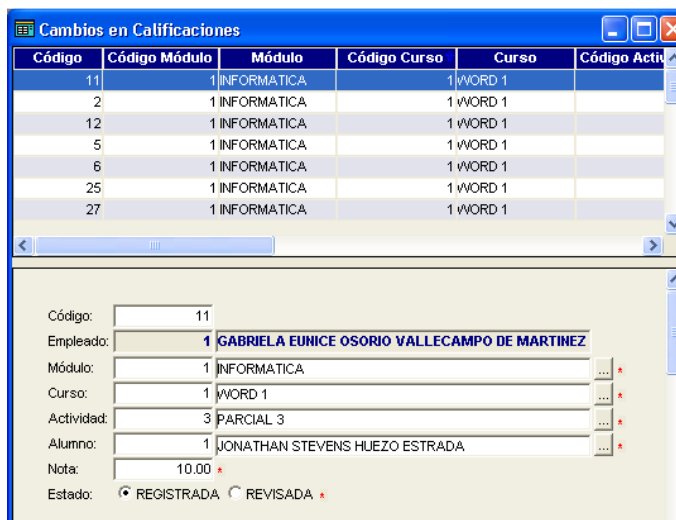 Cambios en Calificaciones
Código Código Módulo Módulo Código Curso Curso Código Activ
11 1 INFORMATICA 1 WORD 1
2 1 INFORMATICA 1 WORD 1
12 1 INFORMATICA 1 WORD 1
5 1 INFORMATICA 1 WORD 1
6 1 INFORMATICA 1 WORD 1
25 1 INFORMATICA 1 WORD 1
27 1 INFORMATICA 1 WORD 1
Código: 11
Empleado: 1 GABRIELA EUNICE OSORIO VALLECAMPO DE MARTINEZ
Módulo: 1 INFORMATICA ... *
Curso: 1 WORD 1 ... *
Actividad: 3 PARCIAL 3 ... *
Alumno: 1 JONATHAN STEVENS HUEZO ESTRADA ... *
Nota: 10.00 *
Estado: REGISTRADA REVISADA *